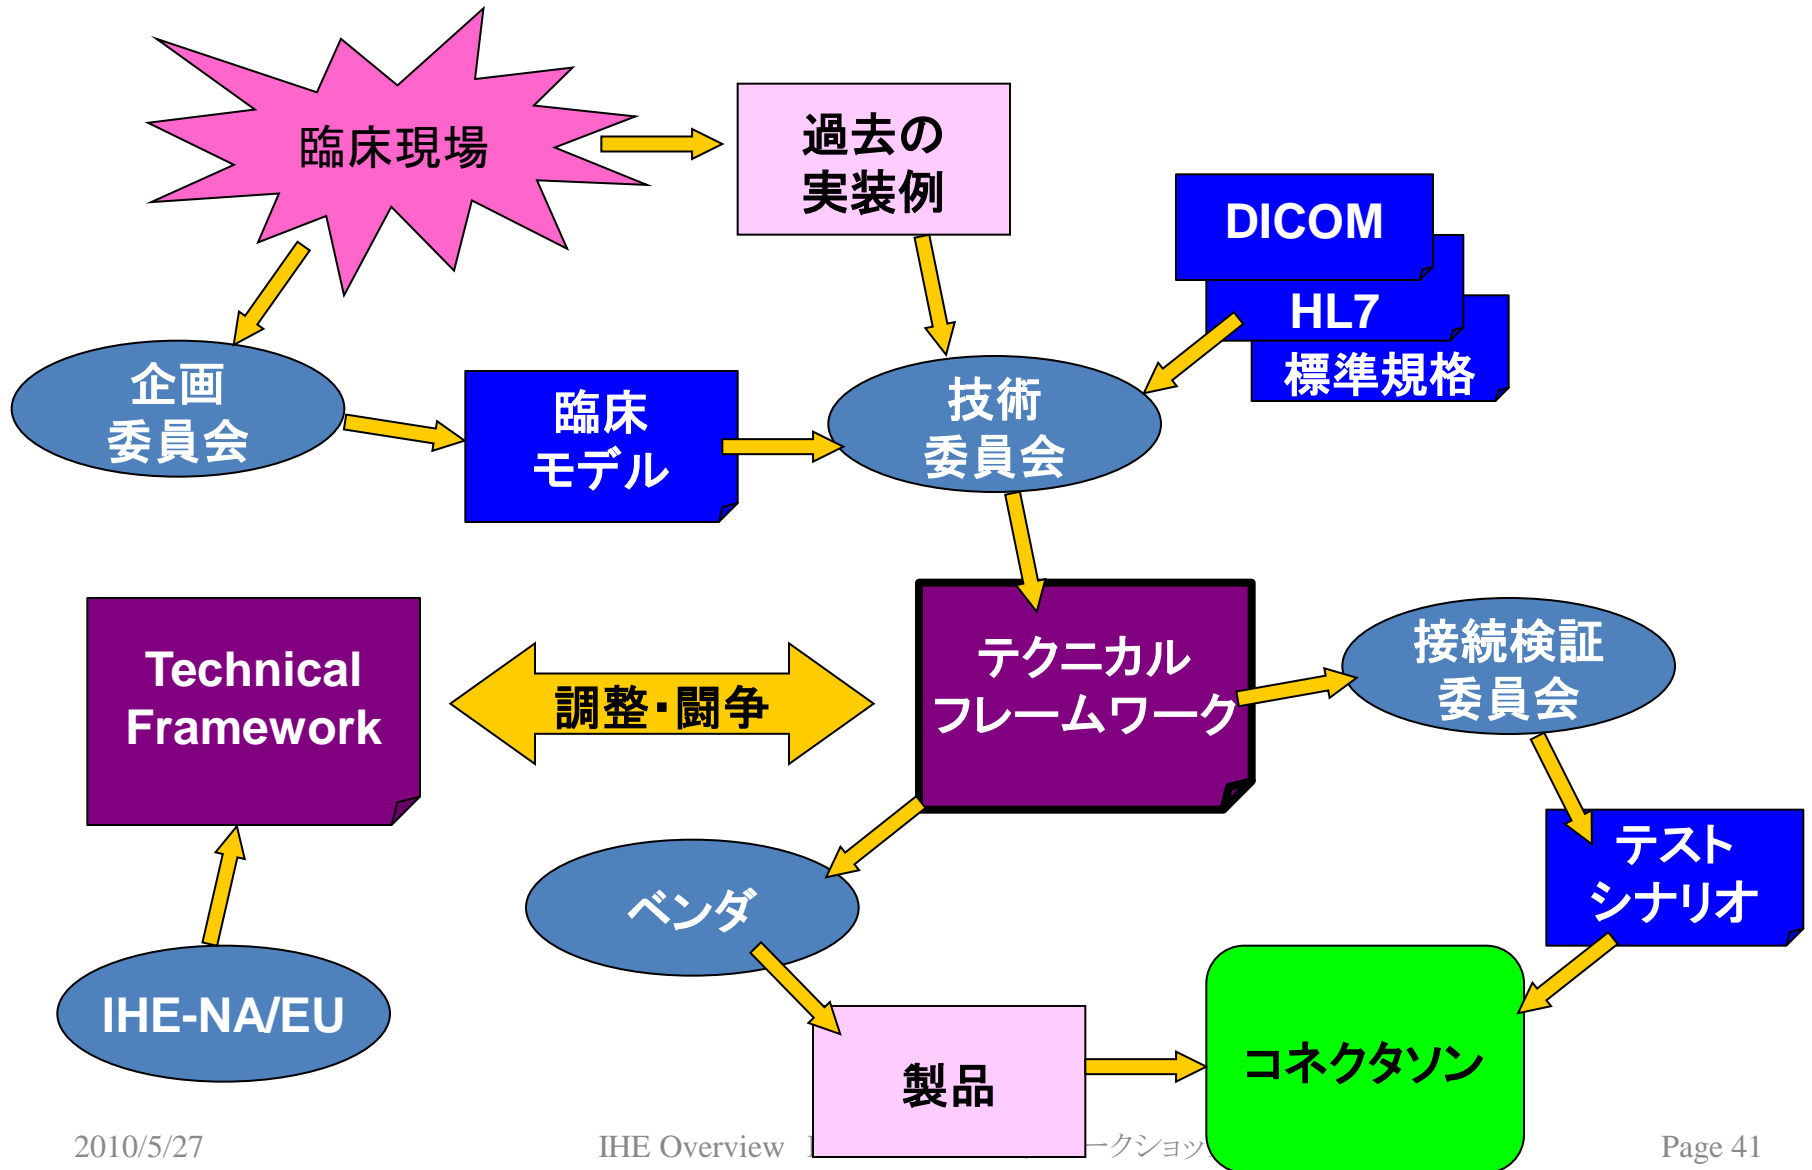 臨床現場
過去の
実装例
DICOM
HL7
標準規格
企画
委員会
臨床
モデル
技術
委員会
Technical
Framework
調整・闘争
テクニカル
フレームワーク
接続検証
委員会
テスト
シナリオ
ベンダ
IHE-NA/EU
製品
コネクタソン
2010/5/27
IHE Overview
ークショッ
Page 41